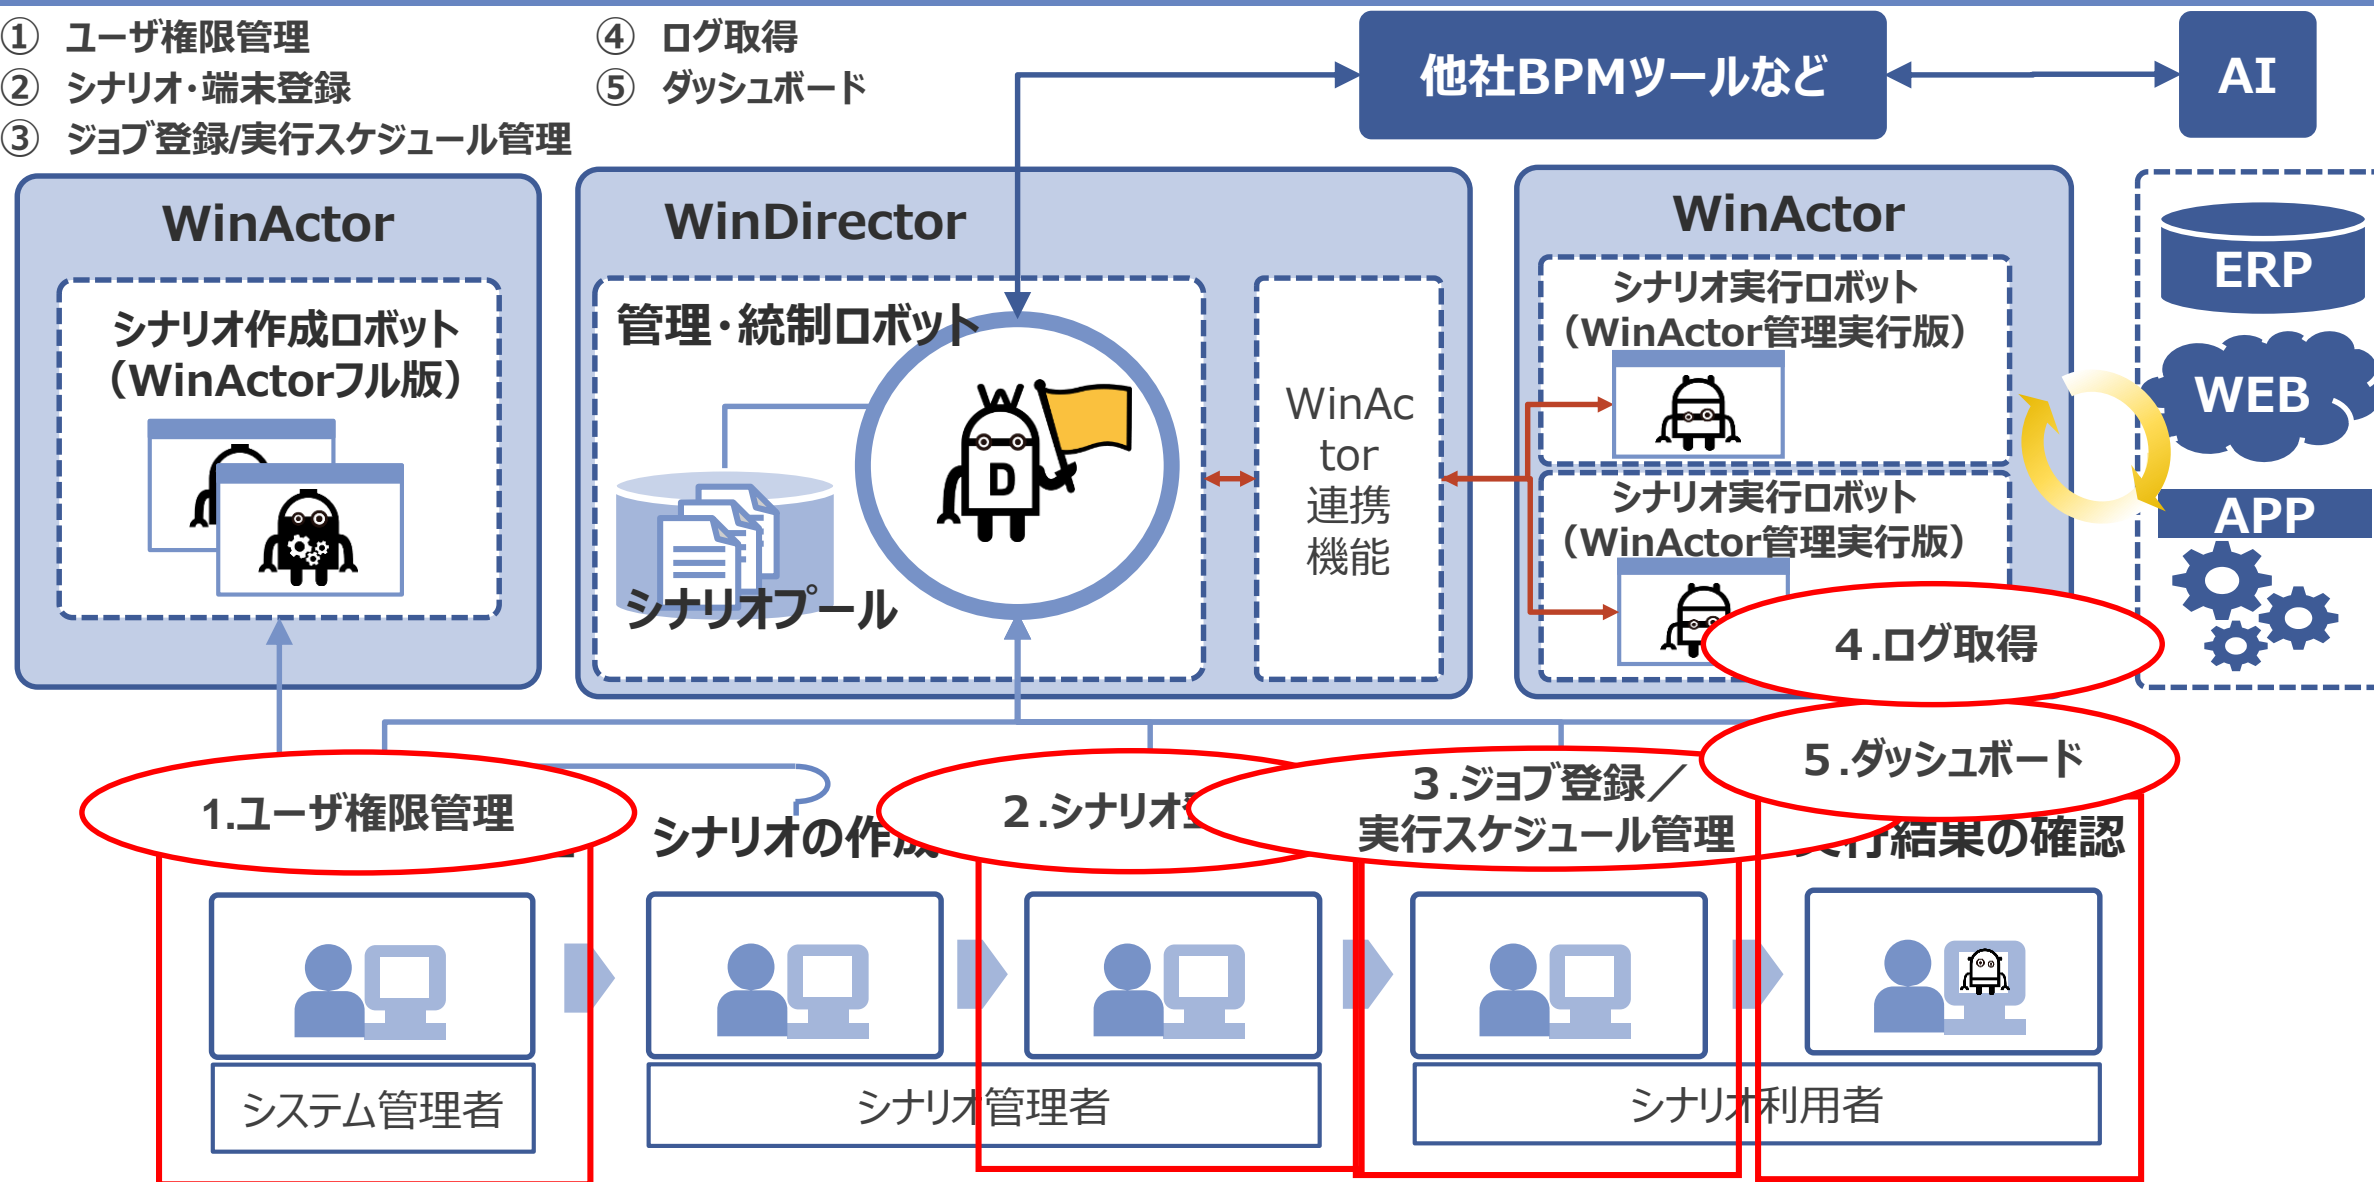 ① ユーザ権限管理
② シナリオ・端末登録
③ ジョブ登録/実行スケジュール管理
④ ログ取得
⑤ ダッシュボード
他社BPMツールなど
AI
WinActor
シナリオ作成ロボット
（WinActorフル版）
WinDirector
管理・統制ロボット
D
シナリオプール
WinAc
tor
連携
機能
WinActor
シナリオ実行ロボット
（WinActor管理実行版）
シナリオ実行ロボット
（WinActor管理実行版）
ERP
WEB
APP
４.ログ取得
５.ダッシュボード
1.ユーザ権限管理
シナリオの作成
２.シナリオ
３.ジョブ登録／
実行スケジュール管理
実行結果の確認
システム管理者
シナリオ管理者
シナリオ利用者